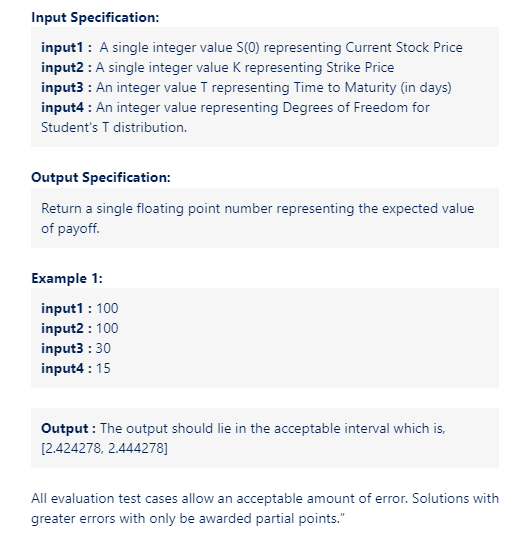 Input Specification:
input1 : A single integer value S(0) representing Current Stock Price
input2 : A single integer value K representing Strike Price
input3 : An integer value T representing Time to Maturity (in days)
input4 : An integer value representing Degrees of Freedom for
Student's T distribution.
Output Specification:
Return a single floating point number representing the expected value
of payoff.
Example 1:
input1 : 100
input2 : 100
input3 : 30
input4 : 15
Output : The output should lie in the acceptable interval which is,
[2.424278, 2.444278]
All evaluation test cases allow an acceptable amount of error. Solutions with
greater errors with only be awarded partial points.”